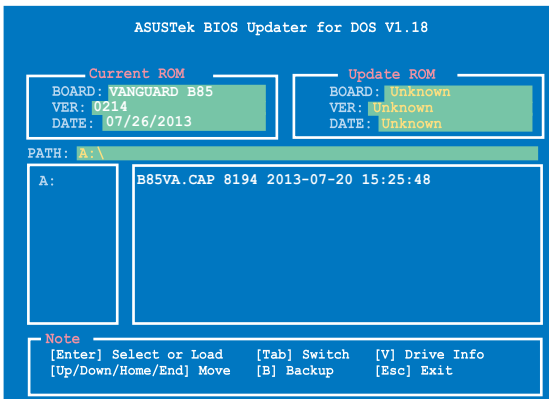 ASUSTek BIOS Updater for DOS V1.18
Current ROM
BOARD: VANGUARD B85
VER: 0214
DATE: 07/26/2013
Update ROM
BOARD: Unknown
VER: Unknown
DATE: Unknown
PATH: A:\
A:
B85VA.CAP 8194 2013-07-20 15:25:48
Note
[Enter] Select or Load [Tab] Switch [V] Drive Info
[Up/Down/Home/End] Move [B] Backup [Esc] Exit